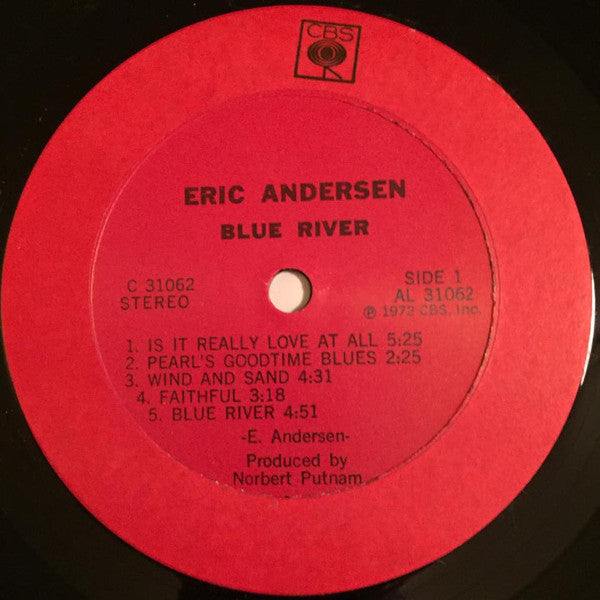 CBS
ERIC ANDERSEN
BLUE RIVER
C 31062
STEREO
SIDE 1
AL 31062
℗ 1972 CBS, Inc.
1. IS IT REALLY LOVE AT ALL 5:25
2. PEARL'S GOODTIME BLUES 2:25
3. WIND AND SAND 4:31
4. FAITHFUL 3:18
5. BLUE RIVER 4:51
-E. Andersen-
Produced by
Norbert Putnam